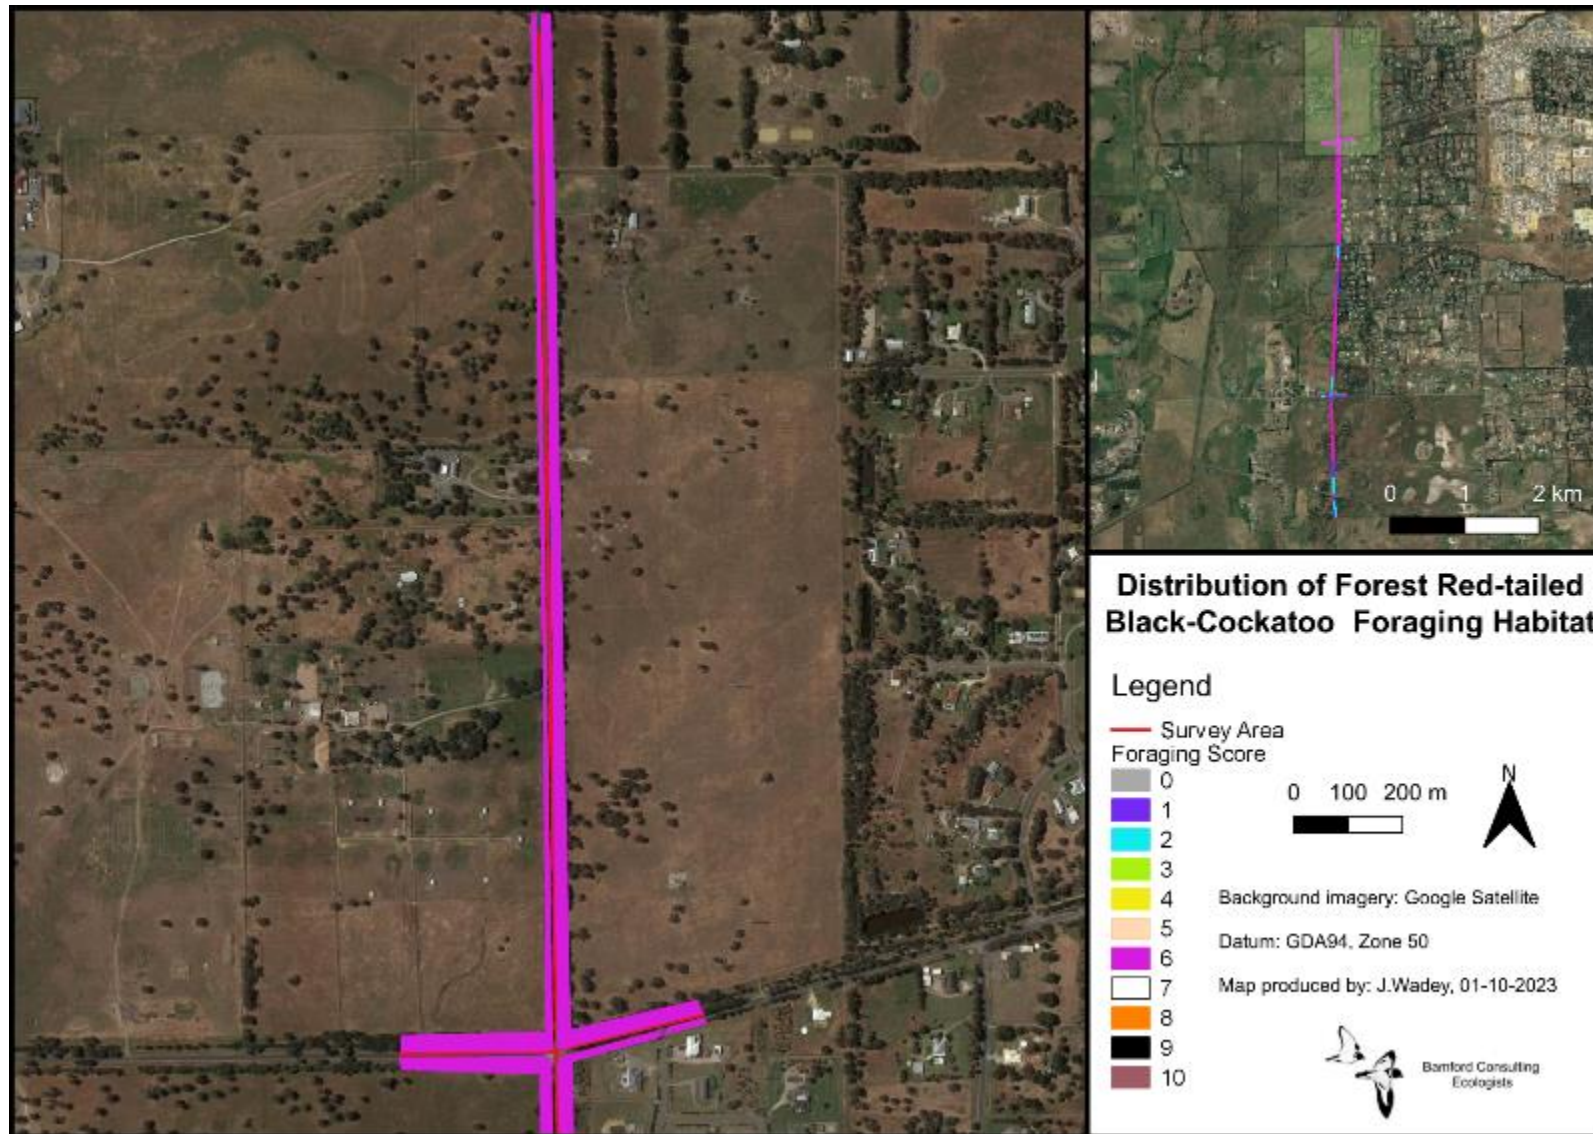 0 1 2 km
Distribution of Forest Red-tailed
Black-Cockatoo Foraging Habitat
Legend
Survey Area
Foraging Score
0
1
2
3
4
5
6
7
8
9
10
0 100 200 m
N
Background imagery: Google Satellite
Datum: GDA94, Zone 50
Map produced by: J.Wadey, 01-10-2023
Bamford Consulting
Ecologists